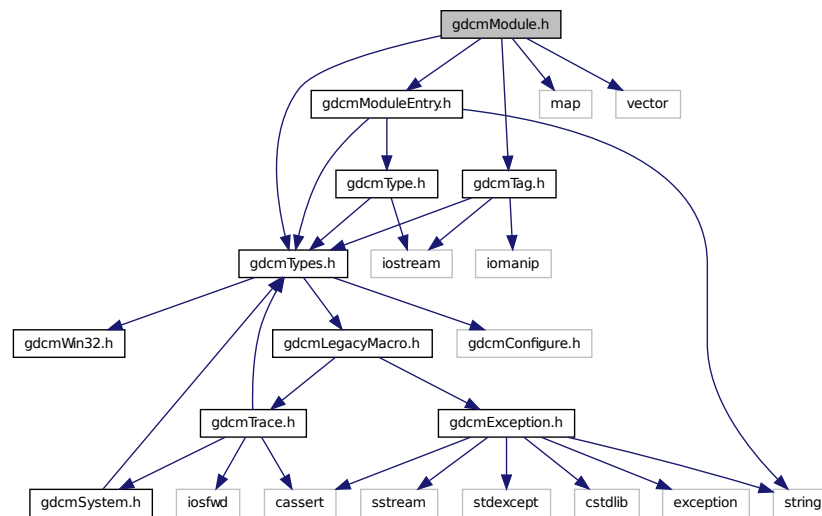 gdcmModule.h
gdcmModuleEntry.h
map
vector
gdcmType.h
gdcmTag.h
gdcmTypes.h
iostream
iomanip
gdcmWin32.h
gdcmLegacyMacro.h
gdcmConfigure.h
gdcmTrace.h
gdcmException.h
gdcmSystem.h
iosfwd
cassert
sstream
stdexcept
cstdlib
exception
string